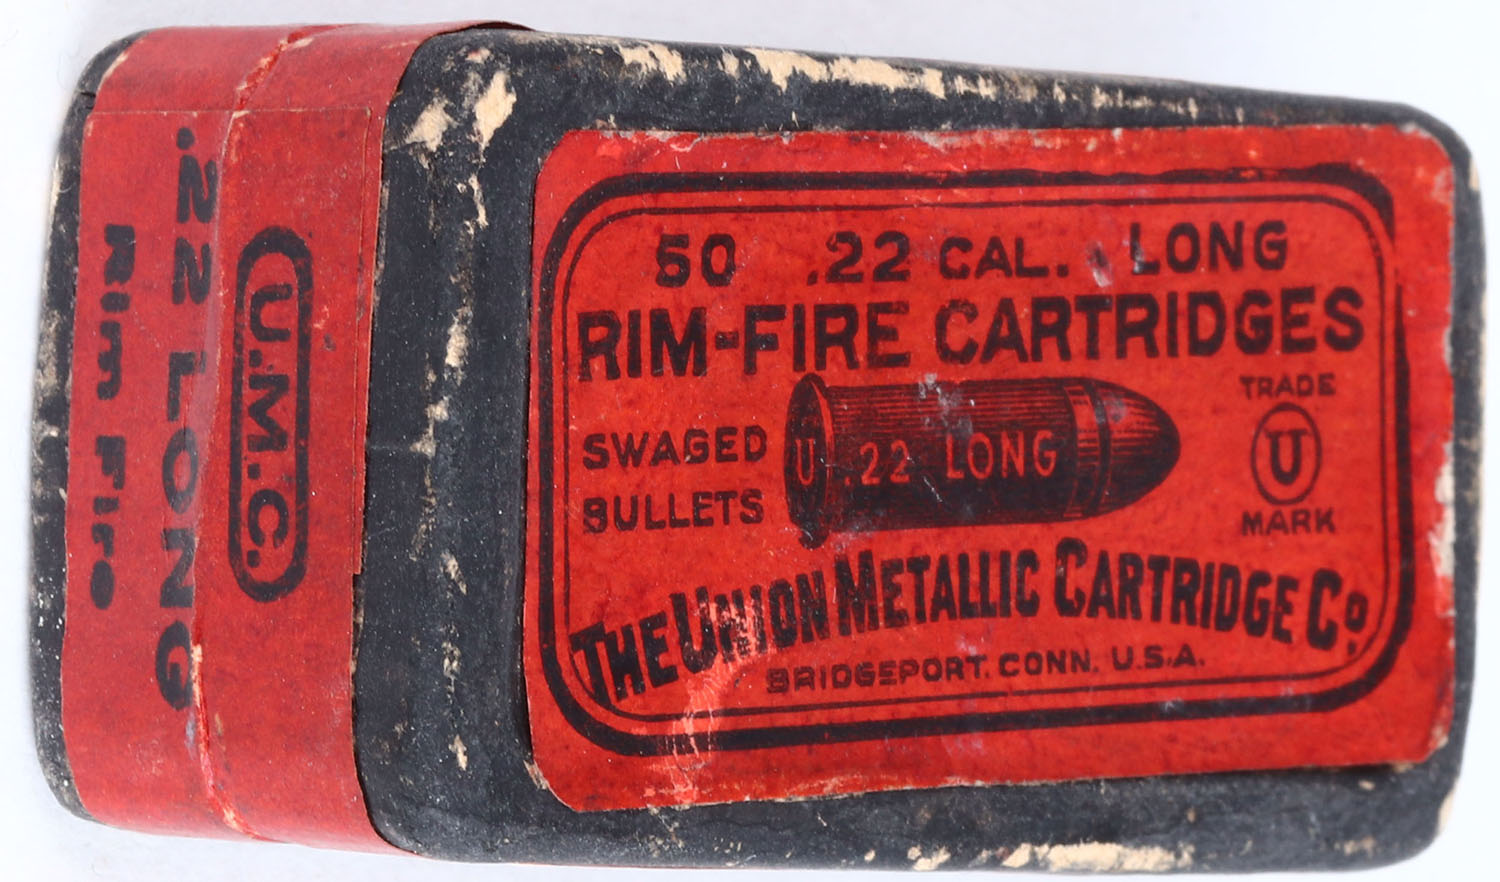 50 .22 CAL. LONG
RIM-FIRE CARTRIDGES
SWAGED
BULLETS
U .22 LONG
TRADE
U
MARK
THE UNION METALLIC CARTRIDGE Co.
BRIDGEPORT. CONN. U.S.A.
U.M.C.
.22 LONG
Rim Fire